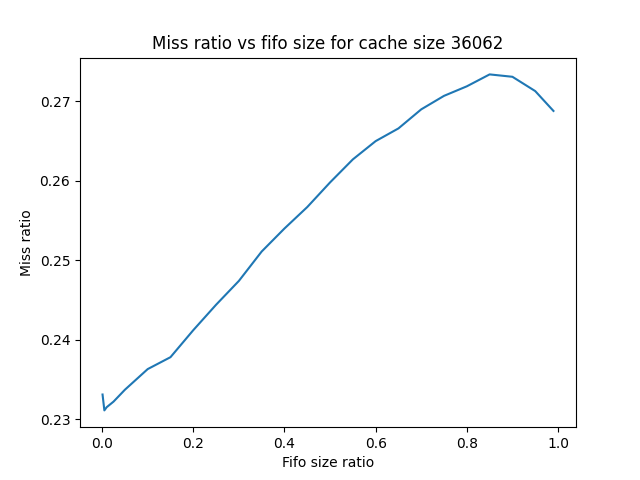 Miss ratio vs fifo size for cache size 36062
0.27
0.26
0.25
0.24
0.23
Miss ratio
0.0 0.2 0.4 0.6 0.8 1.0
Fifo size ratio